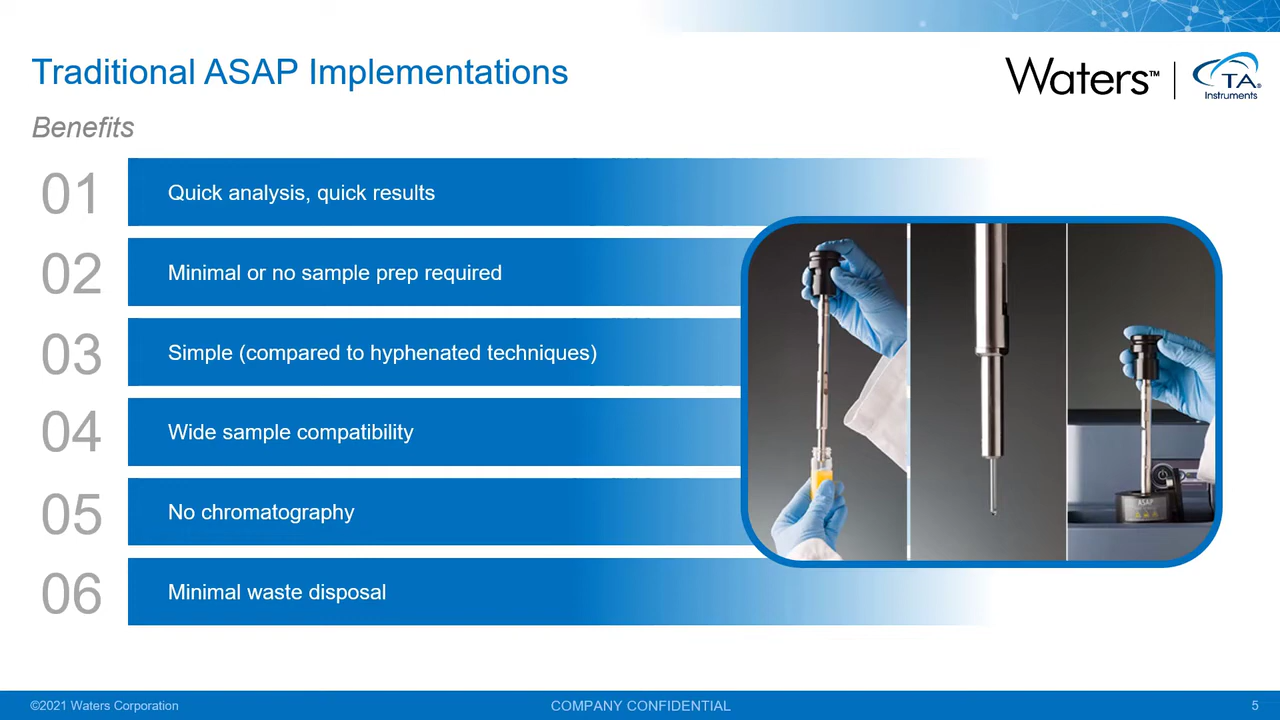 Traditional ASAP Implementations
Waters™
TA®
Instruments
Benefits
01
Quick analysis, quick results
02
Minimal or no sample prep required
03
Simple (compared to hyphenated techniques)
04
Wide sample compatibility
05
No chromatography
06
Minimal waste disposal
ASAP
©2021 Waters Corporation
COMPANY CONFIDENTIAL
5